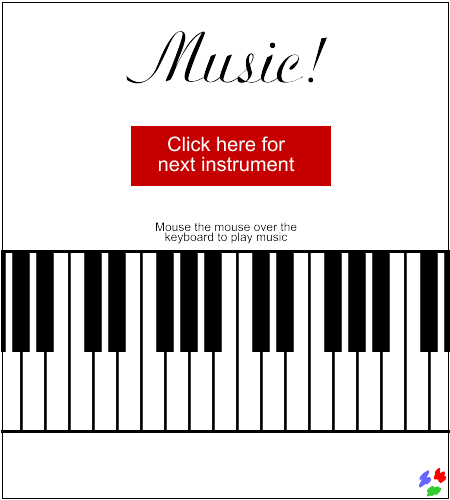 Music!
Click here for
next instrument
Mouse the mouse over the
keyboard to play music